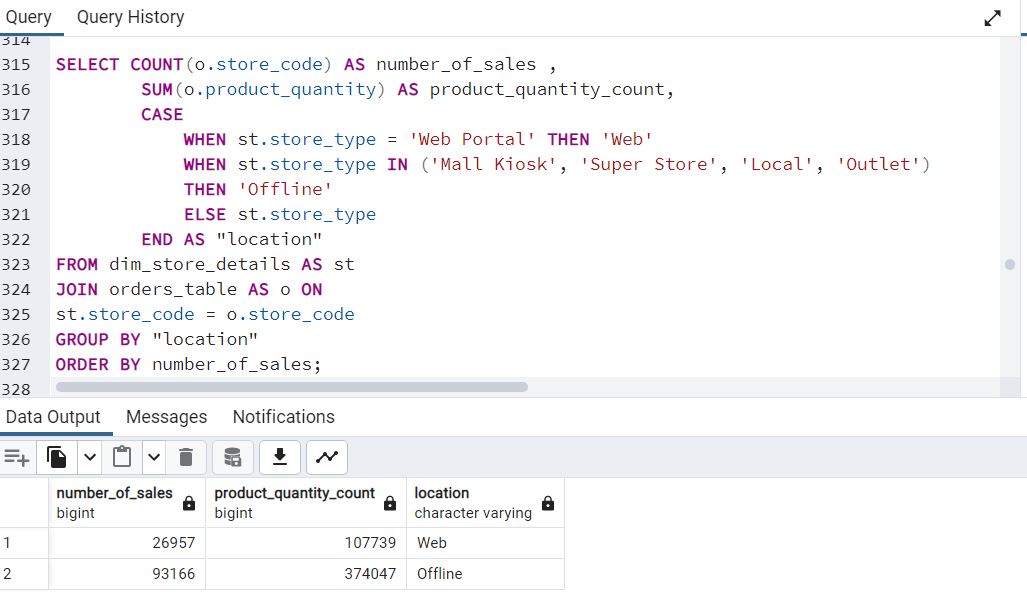 Query Query History
314
315 SELECT COUNT(o.store_code) AS number_of_sales ,
316 SUM(o.product_quantity) AS product_quantity_count,
317 CASE
318 WHEN st.store_type = 'Web Portal' THEN 'Web'
319 WHEN st.store_type IN ('Mall Kiosk', 'Super Store', 'Local', 'Outlet')
320 THEN 'Offline'
321 ELSE st.store_type
322 END AS "location"
323 FROM dim_store_details AS st
324 JOIN orders_table AS o ON
325 st.store_code = o.store_code
326 GROUP BY "location"
327 ORDER BY number_of_sales;
328
Data Output Messages Notifications
number_of_sales product_quantity_count location
bigint bigint character varying
1 26957 107739 Web
2 93166 374047 Offline